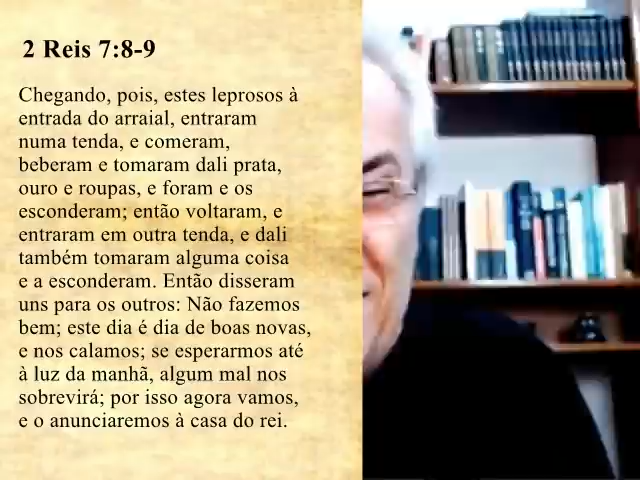 2 Reis 7:8-9
Chegando, pois, estes leprosos à
entrada do arraial, entraram
numa tenda, e comeram,
beberam e tomaram dali prata,
ouro e roupas, e foram e os
esconderam; então voltaram, e
entraram em outra tenda, e dali
também tomaram alguma coisa
e a esconderam. Então disseram
uns para os outros: Não fazemos
bem; este dia é dia de boas novas,
e nos calamos; se esperarmos até
à luz da manhã, algum mal nos
sobrevirá; por isso agora vamos,
e o anunciaremos à casa do rei.